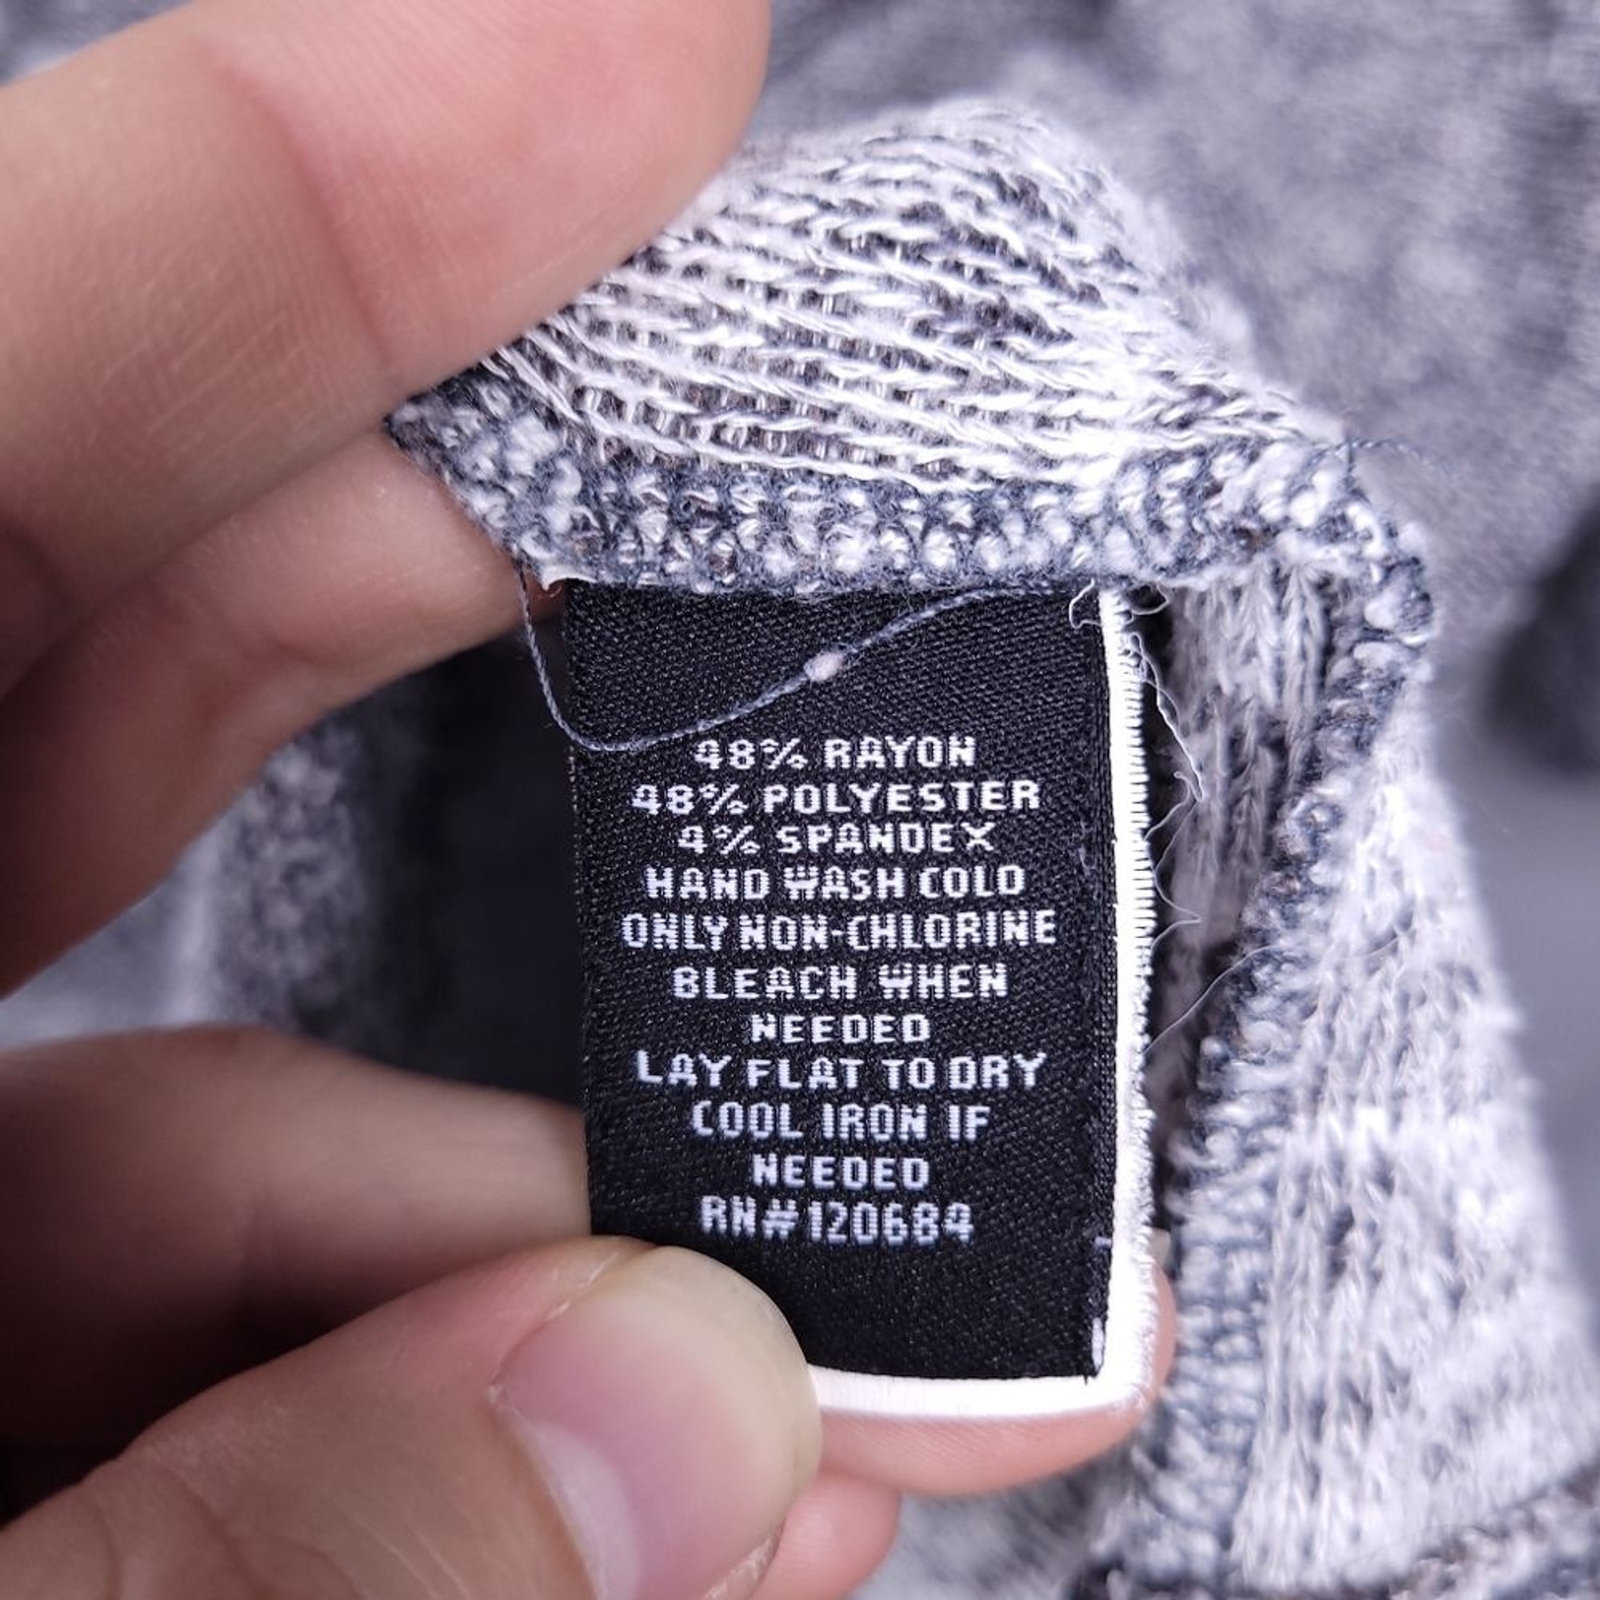 48% RAYON
48% POLYESTER
4% SPANDEX
HAND WASH COLD
ONLY NON-CHLORINE
BLEACH WHEN
NEEDED
LAY FLAT TO DRY
COOL IRON IF
NEEDED
RN#120684